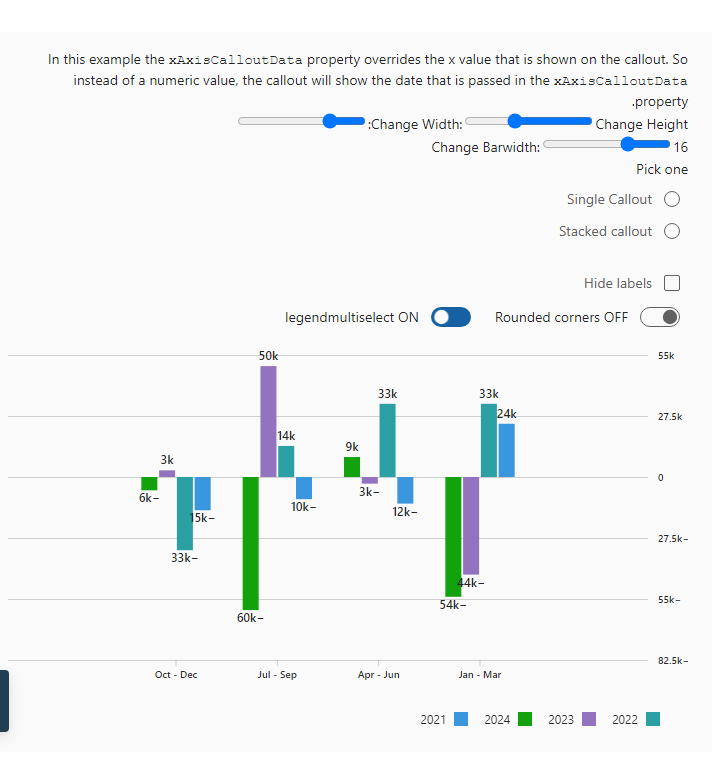 In this example the xAxisCalloutData property overrides the x value that is shown on the callout. So
instead of a numeric value, the callout will show the date that is passed in the xAxisCalloutData
.property
:Change Width: Change Height
Change Barwidth: 16
Pick one
Single Callout
Stacked callout
Hide labels
legendmultiselect ON Rounded corners OFF
50k 55k
33k 33k
24k 27.5k
14k
9k
3k
0
6k− 3k−
10k− 12k−
15k−
33k− 27.5k−
44k−
54k− 55k−
60k−
82.5k−
Oct - Dec Jul - Sep Apr - Jun Jan - Mar
2021 2024 2023 2022